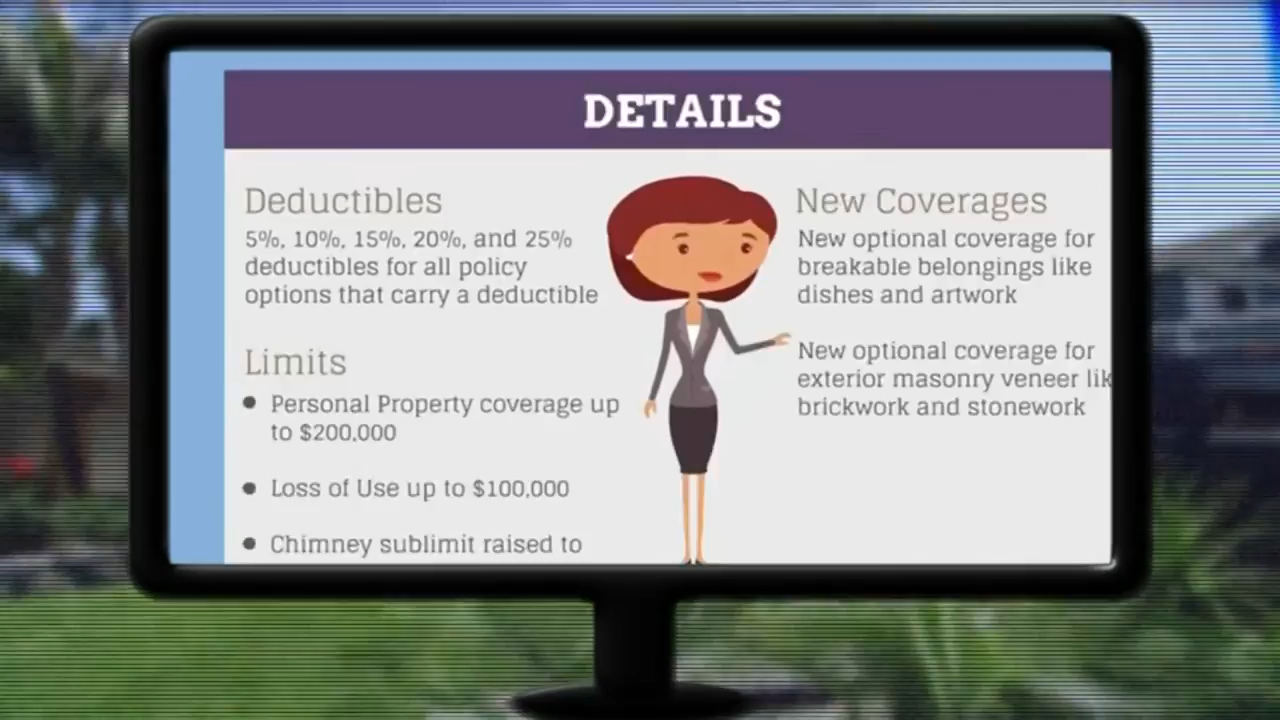 DETAILS
Deductibles
5%, 10%, 15%, 20%, and 25%
deductibles for all policy
options that carry a deductible
Limits
Personal Property coverage up
to $200,000
Loss of Use up to $100,000
Chimney sublimit raised to
New Coverages
New optional coverage for
breakable belongings like
dishes and artwork
New optional coverage for
exterior masonry veneer lik
brickwork and stonework